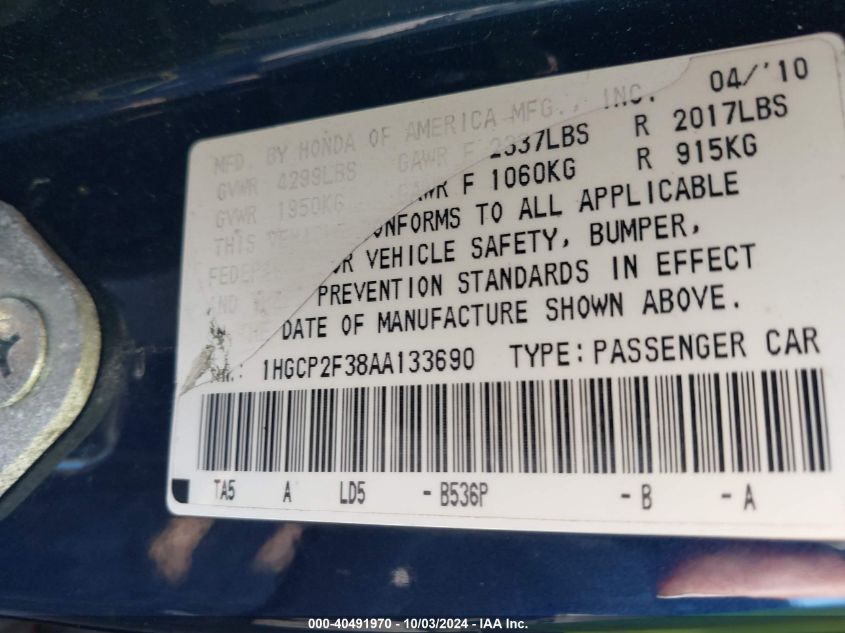 MFD. BY HONDA OF AMERICA MFG., INC. 04/'10
GVWR 4299LBS GAWR F 2337LBS R 2017LBS
GVWR 1950KG GAWR F 1060KG R 915KG
THIS CONFORMS TO ALL APPLICABLE
VEHICLE SAFETY, BUMPER,
PREVENTION STANDARDS IN EFFECT
DATE OF MANUFACTURE SHOWN ABOVE.
1HGCP2F38AA133690 TYPE: PASSENGER CAR
TA5 A LD5 -B536P -B -A
000-40491970 - 10/03/2024 - IAA Inc.